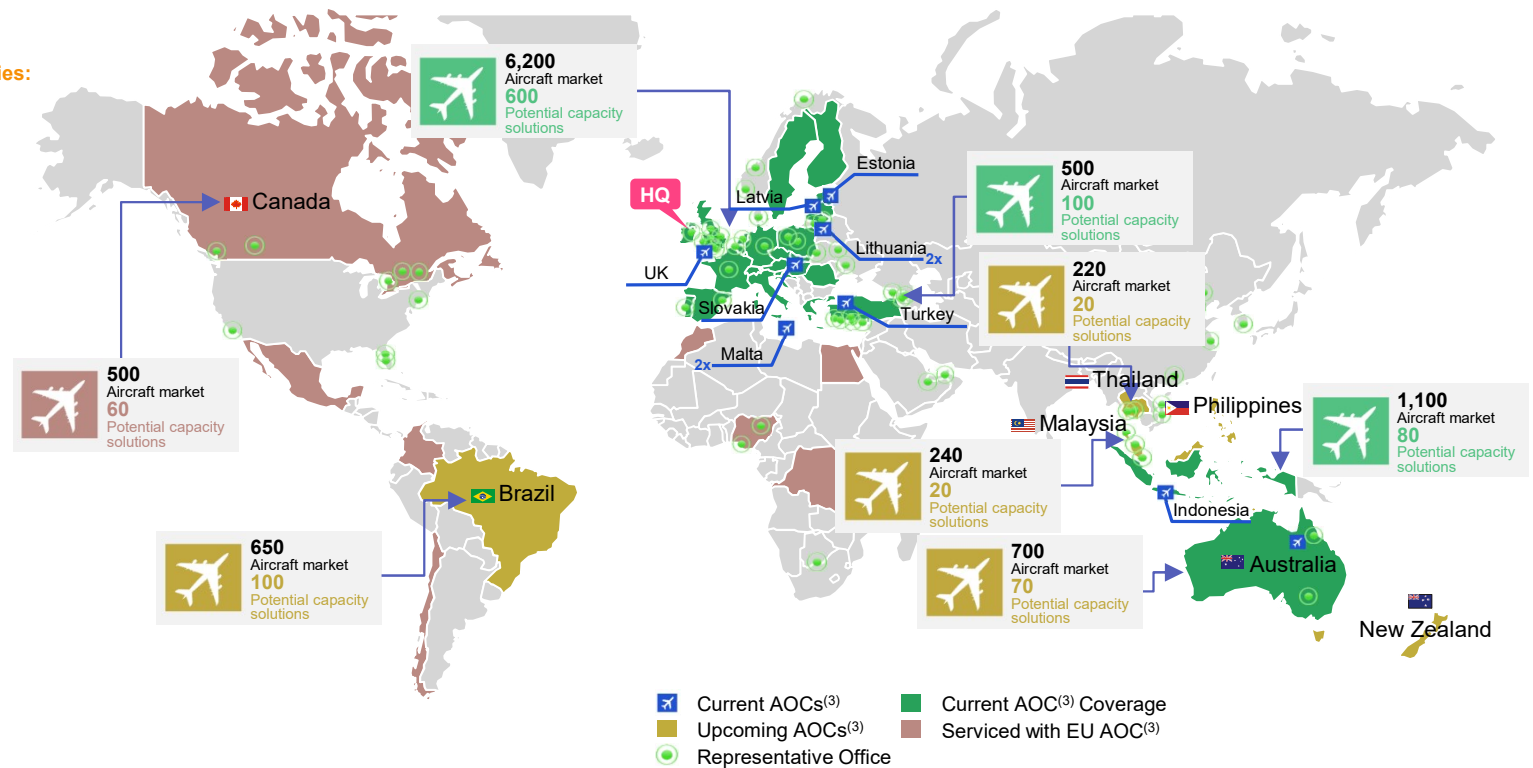 ies:
6,200
Aircraft market
600
Potential capacity
solutions
Estonia
500
Aircraft market
100
Potential capacity
solutions
HQ
Latvia
Canada
Lithuania
2x
UK
220
Aircraft market
20
Potential capacity
solutions
Slovakia
Turkey
Malta
2x
500
Aircraft market
60
Potential capacity
solutions
Thailand
Philippines
Malaysia
1,100
Aircraft market
80
Potential capacity
solutions
240
Aircraft market
20
Potential capacity
solutions
Brazil
Indonesia
650
Aircraft market
100
Potential capacity
solutions
700
Aircraft market
70
Potential capacity
solutions
Australia
New Zealand
Current AOCs(3)
Current AOC(3) Coverage
Upcoming AOCs(3)
Serviced with EU AOC(3)
Representative Office